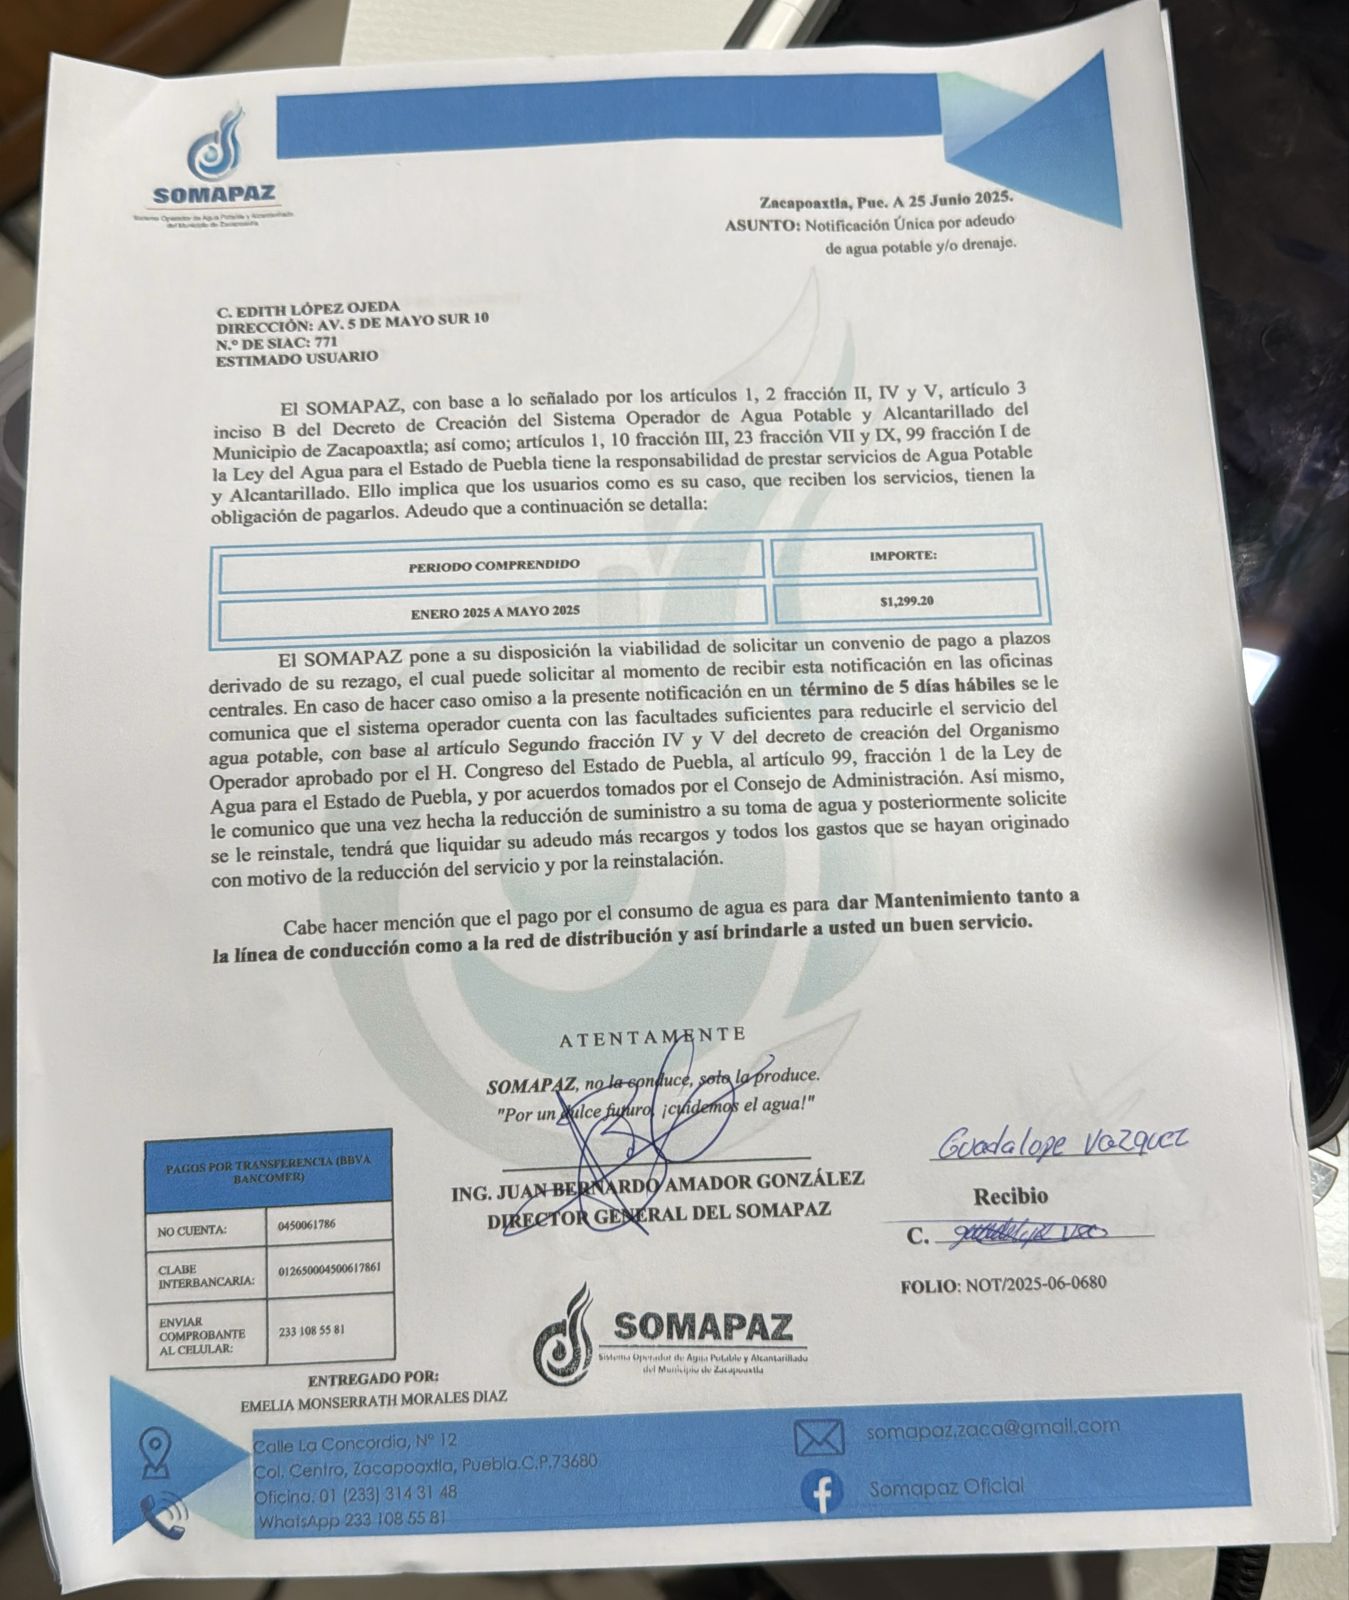 SOMAPAZ
Sistema Operador de Agua Potable y Alcantarillado
del Municipio de Zacapoaxtla
Zacapoaxtla, Pue. A 25 Junio 2025.
ASUNTO: Notificación Única por adeudo
de agua potable y/o drenaje.
C. EDITH LÓPEZ OJEDA
DIRECCIÓN: AV. 5 DE MAYO SUR 10
N.º DE SIAC: 771
ESTIMADO USUARIO
El SOMAPAZ, con base a lo señalado por los artículos 1, 2 fracción II, IV y V, artículo 3
inciso B del Decreto de Creación del Sistema Operador de Agua Potable y Alcantarillado del
Municipio de Zacapoaxtla; así como; artículos 1, 10 fracción III, 23 fracción VII y IX, 99 fracción I de
la Ley del Agua para el Estado de Puebla tiene la responsabilidad de prestar servicios de Agua Potable
y Alcantarillado. Ello implica que los usuarios como es su caso, que reciben los servicios, tienen la
obligación de pagarlos. Adeudo que a continuación se detalla:
PERIODO COMPRENDIDO IMPORTE:
ENERO 2025 A MAYO 2025 $1,299.20
El SOMAPAZ pone a su disposición la viabilidad de solicitar un convenio de pago a plazos
derivado de su rezago, el cual puede solicitar al momento de recibir esta notificación en las oficinas
centrales. En caso de hacer caso omiso a la presente notificación en un término de 5 días hábiles se le
comunica que el sistema operador cuenta con las facultades suficientes para reducirle el servicio del
agua potable, con base al artículo Segundo fracción IV y V del decreto de creación del Organismo
Operador aprobado por el H. Congreso del Estado de Puebla, al artículo 99, fracción 1 de la Ley de
Agua para el Estado de Puebla, y por acuerdos tomados por el Consejo de Administración. Así mismo,
le comunico que una vez hecha la reducción de suministro a su toma de agua y posteriormente solicite
se le reinstale, tendrá que liquidar su adeudo más recargos y todos los gastos que se hayan originado
con motivo de la reducción del servicio y por la reinstalación.
Cabe hacer mención que el pago por el consumo de agua es para dar Mantenimiento tanto a
la línea de conducción como a la red de distribución y así brindarle a usted un buen servicio.
ATENTAMENTE
SOMAPAZ, no la conduce, solo la produce.
"Por un dulce futuro, ¡cuidemos el agua!"
ING. JUAN BERNARDO AMADOR GONZÁLEZ
DIRECTOR GENERAL DEL SOMAPAZ
Guadalope Vazquez
Recibio
C.
FOLIO: NOT/2025-06-0680
PAGOS POR TRANSFERENCIA (BBVA
BANCOMER)
NO CUENTA: 0450061786
CLABE
INTERBANCARIA: 012650004500617861
ENVIAR
COMPROBANTE
AL CELULAR: 233 108 55 81
SOMAPAZ
Sistema Operador de Agua Potable y Alcantarillado
del Municipio de Zacapoaxtla
ENTREGADO POR:
EMELIA MONSERRATH MORALES DIAZ
Calle La Concordia, Nº 12
Col. Centro, Zacapoaxtla, Puebla.C.P.73680
Oficina. 01 (233) 314 31 48
WhatsApp 233 108 55 81
somapaz.zaca@gmail.com
Somapaz Oficial